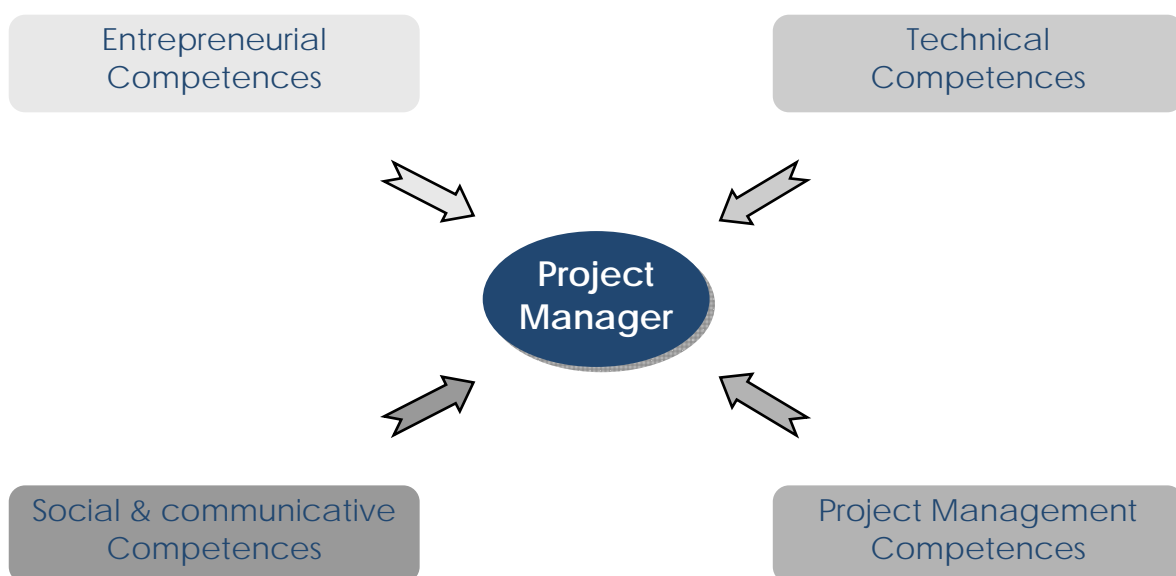 Entrepreneurial
Competences
Technical
Competences
Project
Manager
Social & communicative
Competences
Project Management
Competences